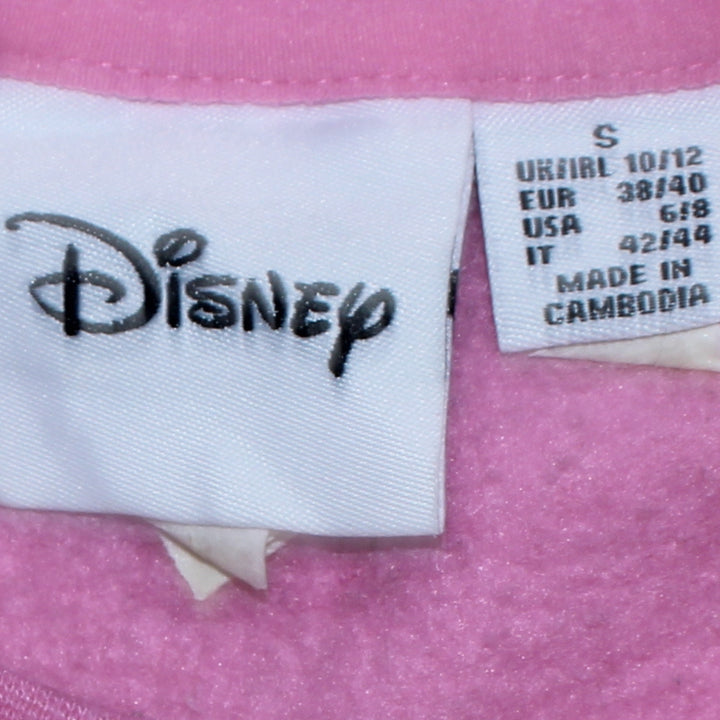 Disney
S
UK/IRL 10/12
EUR 38/40
USA 6/8
IT 42/44
MADE IN
CAMBODIA